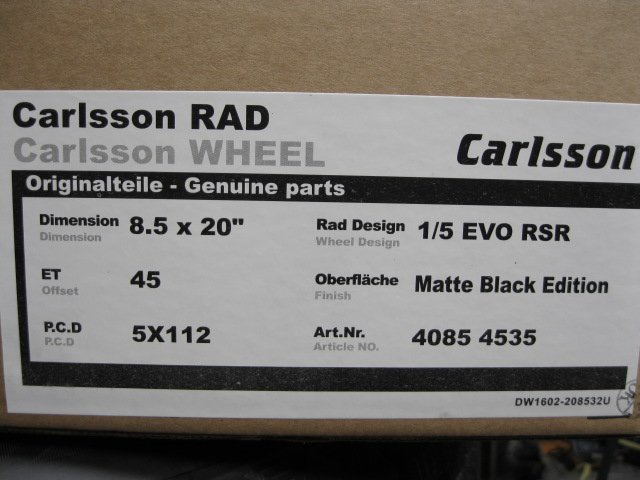 Carlsson RAD
Carlsson WHEEL
Carlsson
Originalteile - Genuine parts
Dimension 8.5 x 20"
Dimension
Rad Design 1/5 EVO RSR
Wheel Design
ET 45
Offset
Oberfläche Matte Black Edition
Finish
P.C.D 5X112
P.C.D
Art.Nr. 4085 4535
Article NO.
DW1602-208532U